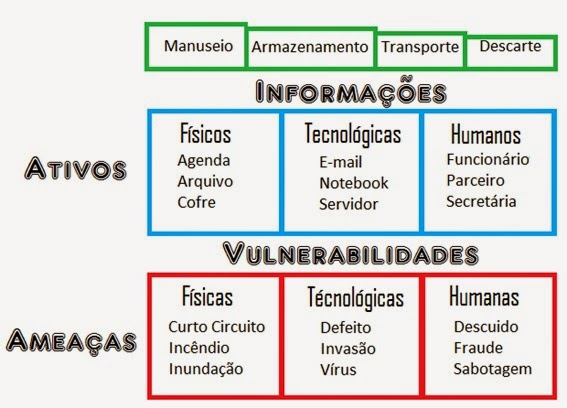 Manuseio Armazenamento Transporte Descarte
INFORMAÇÕES
ATIVOS
Físicos
Agenda
Arquivo
Cofre
Tecnológicas
E-mail
Notebook
Servidor
Humanos
Funcionário
Parceiro
Secretária
VULNERABILIDADES
AMEAÇAS
Físicas
Curto Circuito
Incêndio
Inundação
Técnológicas
Defeito
Invasão
Vírus
Humanas
Descuido
Fraude
Sabotagem